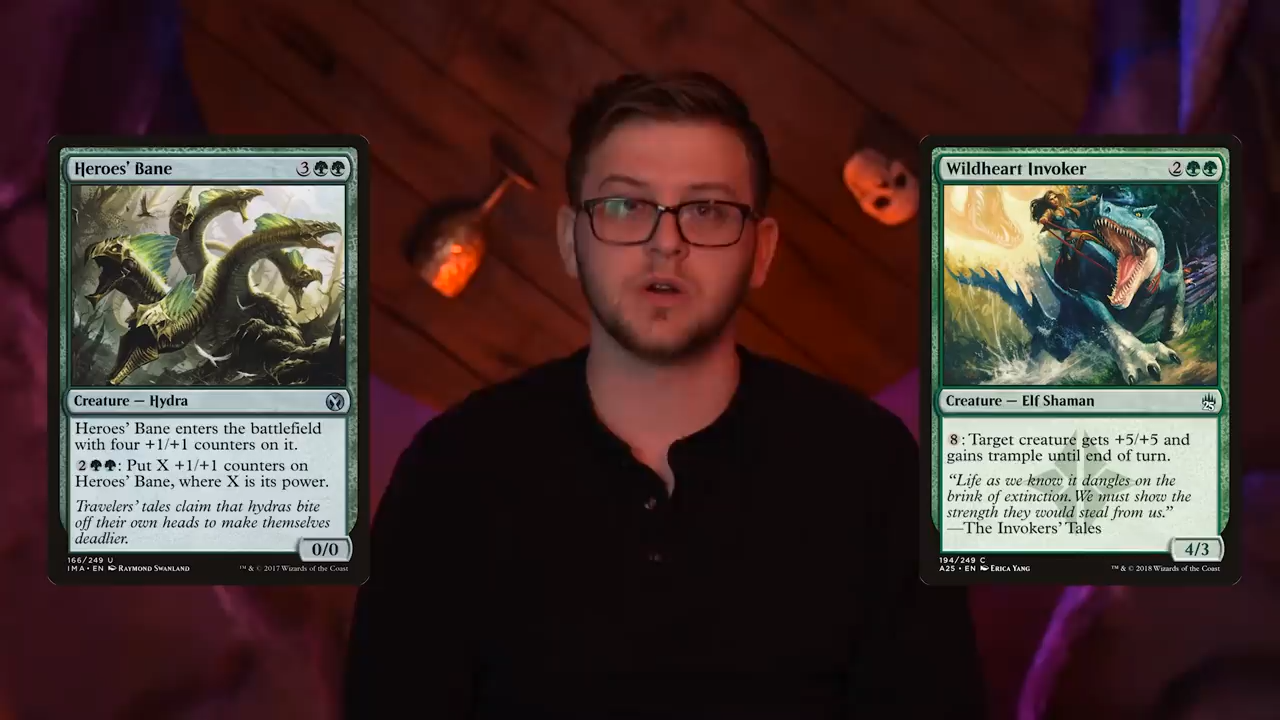 Heroes' Bane 3
Creature — Hydra
Heroes' Bane enters the battlefield
with four +1/+1 counters on it.
2: Put X +1/+1 counters on
Heroes' Bane, where X is its power.
Travelers' tales claim that hydras bite
off their own heads to make themselves
deadlier.
0/0
166/249 U
IMA • EN Raymond Swanland ™ & © 2017 Wizards of the Coast
Wildheart Invoker 2
Creature — Elf Shaman
25
8: Target creature gets +5/+5 and
gains trample until end of turn.
“Life as we know it dangles on the
brink of extinction. We must show the
strength they would steal from us.”
—The Invokers' Tales
4/3
194/249 C
A25 • EN Erica Yang ™ & © 2018 Wizards of the Coast